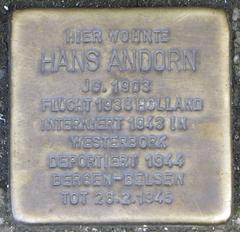 HIER WOHNTE
HANS ANDORN
JG. 1903
FLUCHT 1938 HOLLAND
INTERNIERT 1943 IN
WESTERBORK
DEPORTIERT 1944
BERGEN-BELSEN
TOT 26.2.1945